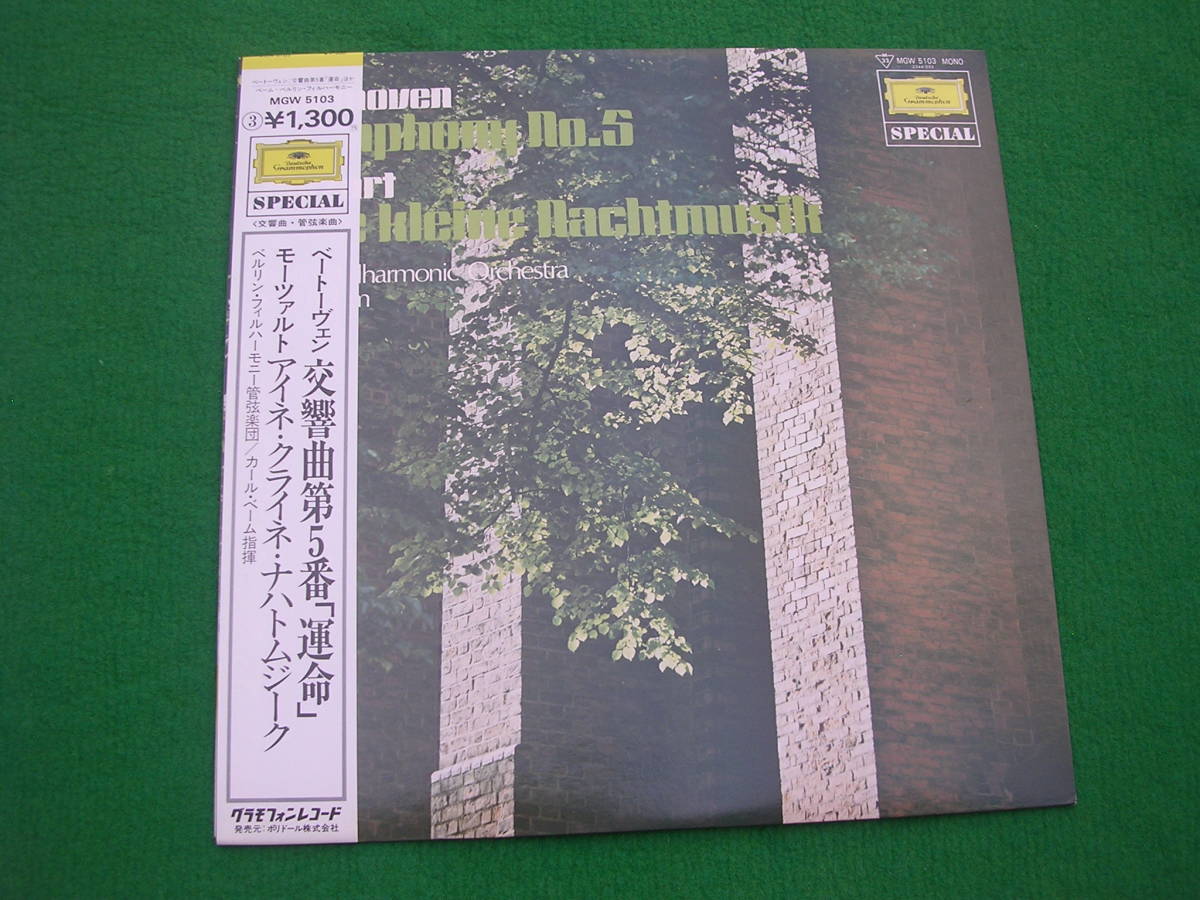 ベートーヴェン/交響曲第5番「運命」ほか
ベーム・ベルリン・フィルハーモニー
MGW 5103
③¥1,300
Deutsche
Grammophon
SPECIAL
〈交響曲・管弦楽曲〉
ベートーヴェン 交響曲第5番「運命」
モーツァルト アイネ・クライネ・ナハトムジーク
ベルリン・フィルハーモニー管弦楽団/カール・ベーム指揮
グラモフォンレコード
発売元:ポリドール株式会社
hoven
phony No.5
art
e kleine Nachtmusik
lharmonic Orchestra
m
33 MGW 5103 MONO
Deutsche
Grammophon
SPECIAL